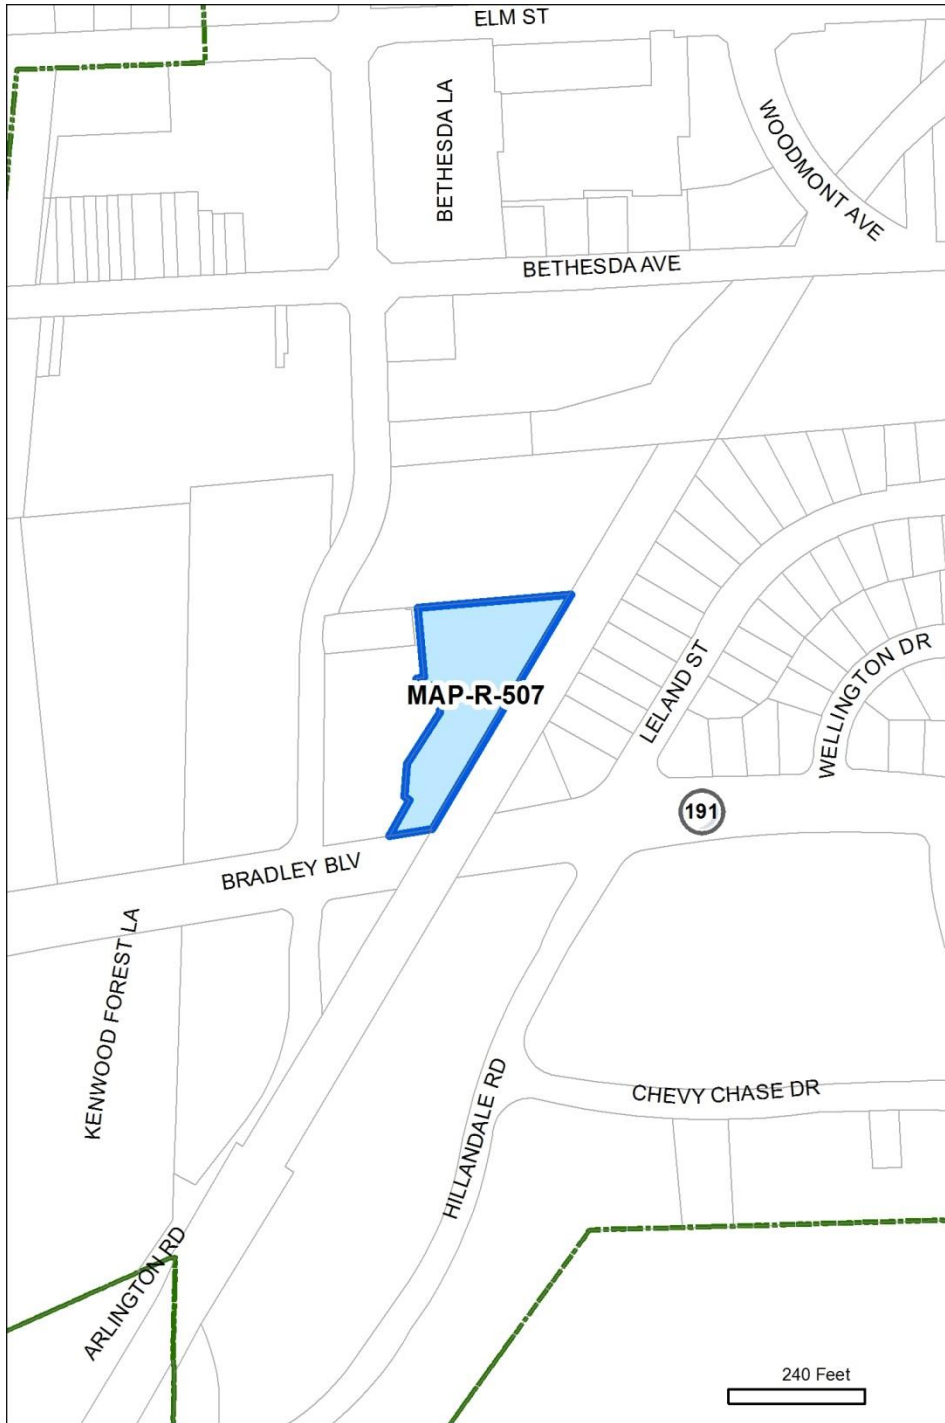 ELM ST
BETHESDA LA
WOODMONT AVE
BETHESDA AVE
MAP-R-507
LELAND ST
WELLINGTON DR
191
BRADLEY BLV
KENWOOD FOREST LA
HILLANDALE RD
CHEVY CHASE DR
ARLINGTON RD
240 Feet